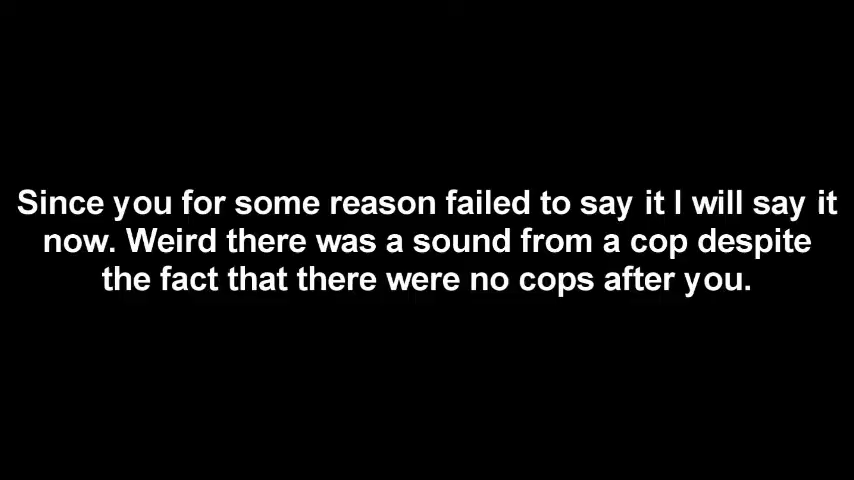 Since you for some reason failed to say it I will say it
now. Weird there was a sound from a cop despite
the fact that there were no cops after you.